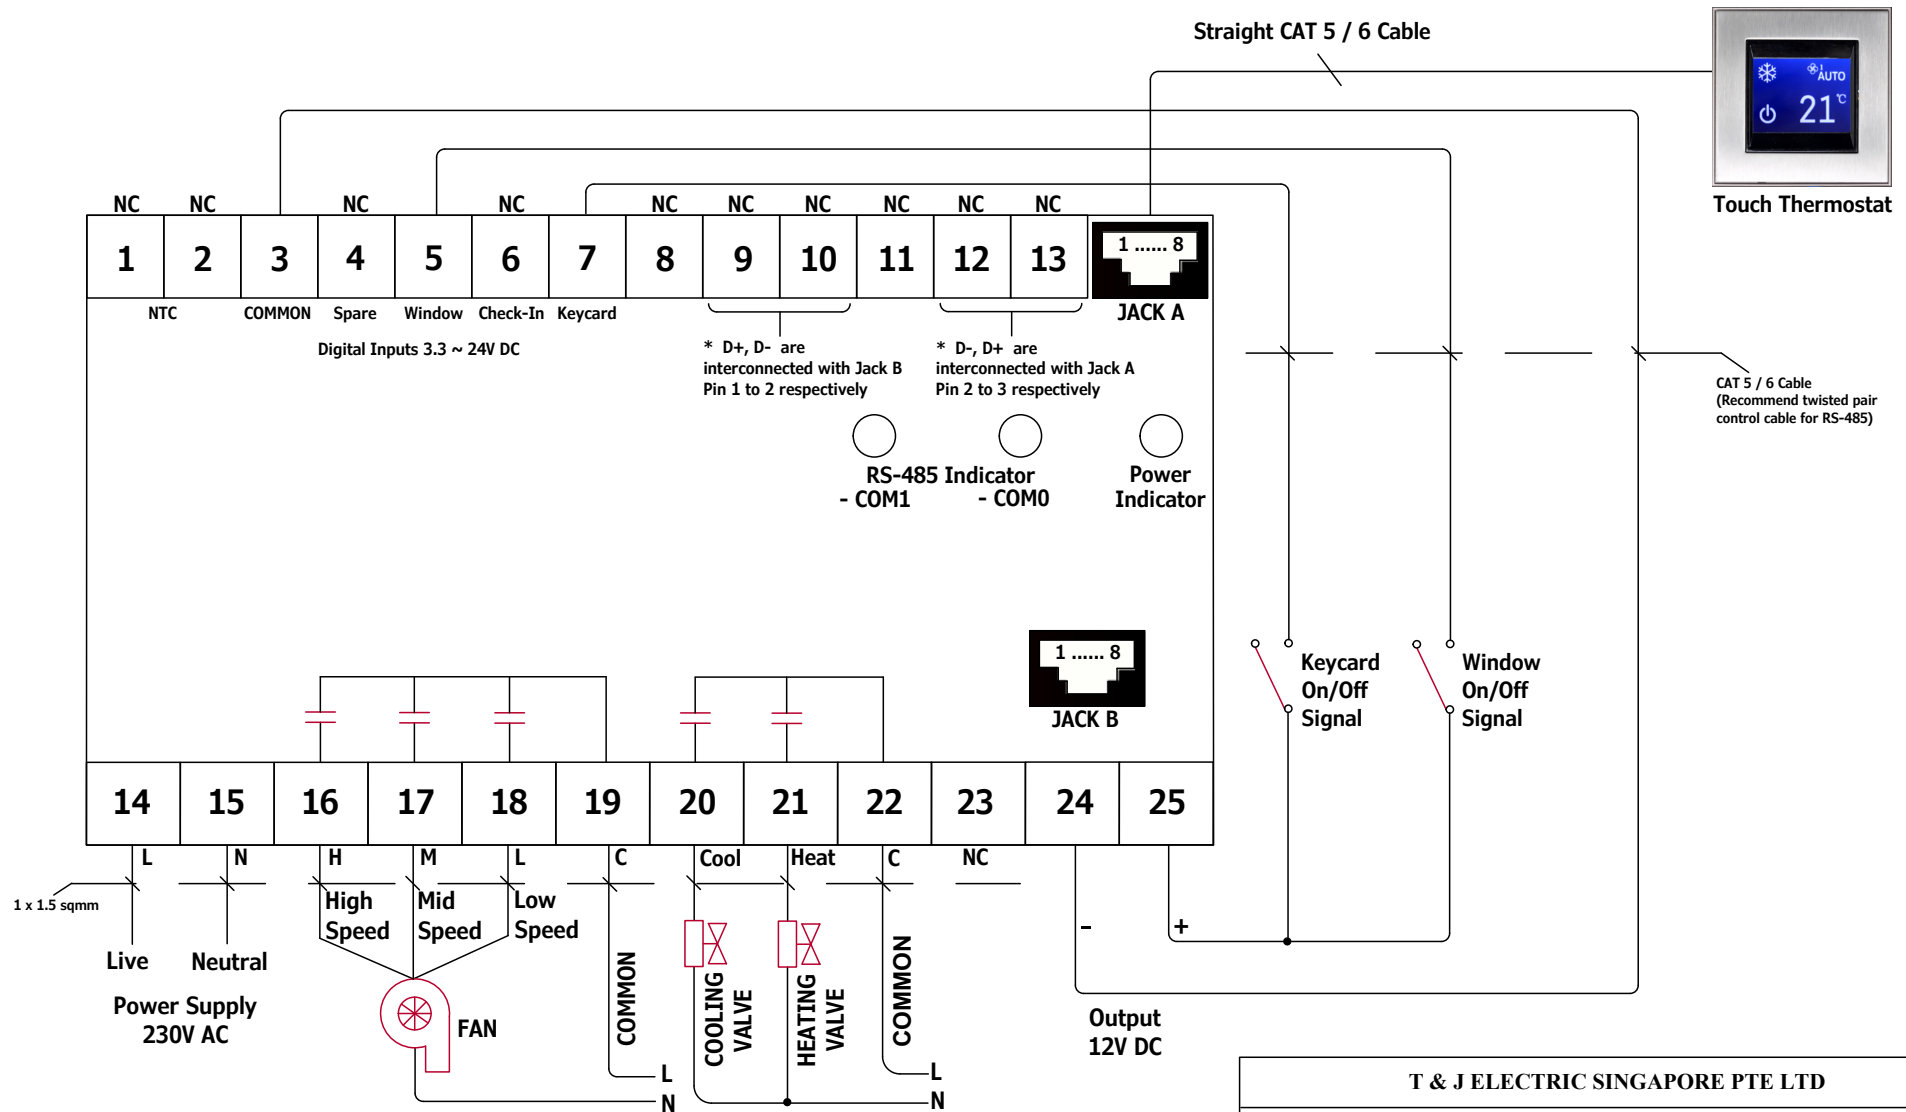 Straight CAT 5 / 6 Cable
1 AUTO
21 °C
Touch Thermostat
NC NC NC NC NC NC NC NC NC NC
1 2 3 4 5 6 7 8 9 10 11 12 13
1 ...... 8
JACK A
NTC COMMON Spare Window Check-In Keycard
Digital Inputs 3.3 ~ 24V DC
* D+, D- are
interconnected with Jack B
Pin 1 to 2 respectively
* D-, D+ are
interconnected with Jack A
Pin 2 to 3 respectively
CAT 5 / 6 Cable
(Recommend twisted pair
control cable for RS-485)
RS-485 Indicator
- COM1 - COM0
Power
Indicator
1 ...... 8
JACK B
Keycard
On/Off
Signal
Window
On/Off
Signal
14 15 16 17 18 19 20 21 22 23 24 25
L N H M L C Cool Heat C NC
1 x 1.5 sqmm
High
Speed
Mid
Speed
Low
Speed
- +
Live Neutral
Power Supply
230V AC
FAN
COMMON
COOLING
VALVE
HEATING
VALVE
COMMON
Output
12V DC
L
N
L
N
T & J ELECTRIC SINGAPORE PTE LTD